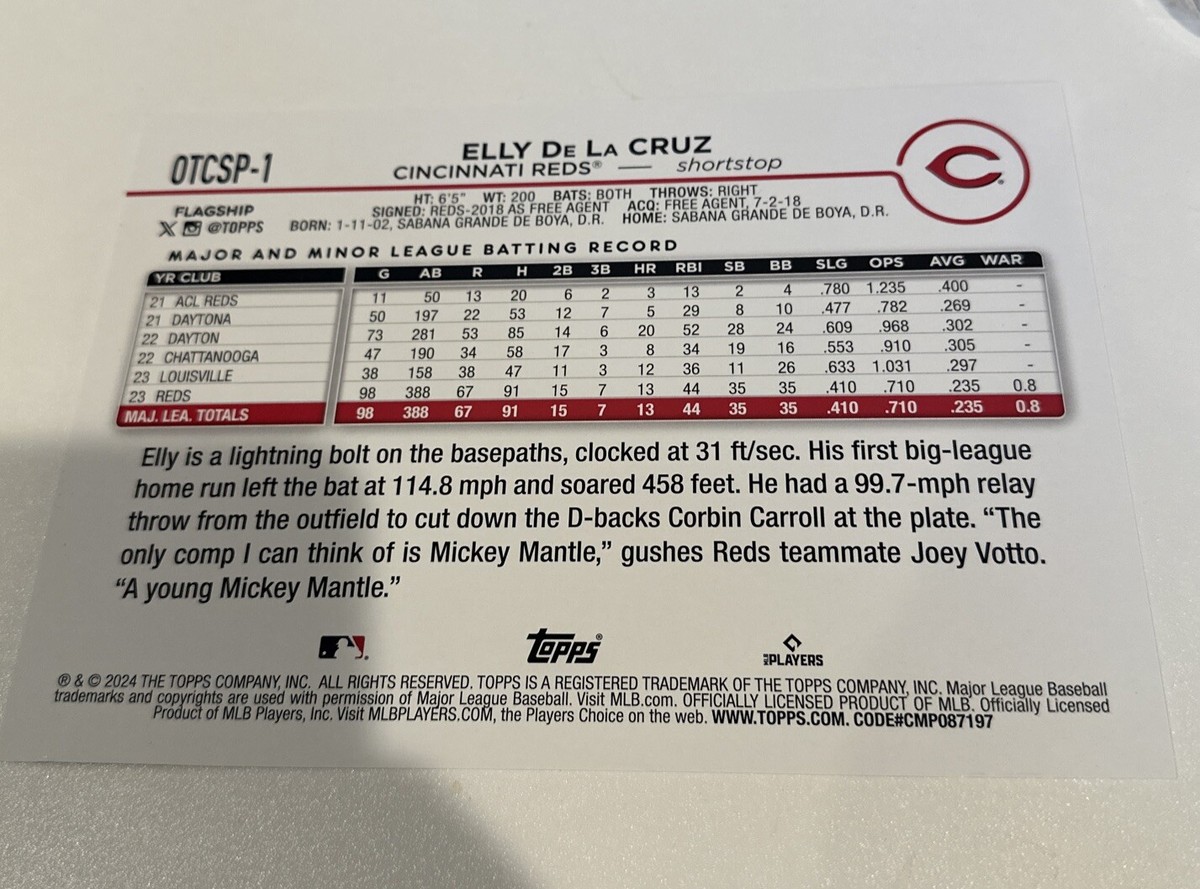 OTCSP-1
ELLY DE LA CRUZ
CINCINNATI REDS® — shortstop
C
FLAGSHIP
@TOPPS
HT: 6'5" WT: 200 BATS: BOTH THROWS: RIGHT
SIGNED: REDS-2018 AS FREE AGENT ACQ: FREE AGENT, 7-2-18
BORN: 1-11-02, SABANA GRANDE DE BOYA, D.R. HOME: SABANA GRANDE DE BOYA, D.R.
MAJOR AND MINOR LEAGUE BATTING RECORD
YR CLUB G AB R H 2B 3B HR RBI SB BB SLG OPS AVG WAR
21 ACL REDS 11 50 13 20 6 2 3 13 2 4 .780 1.235 .400 -
21 DAYTONA 50 197 22 53 12 7 5 29 8 10 .477 .782 .269 -
22 DAYTON 73 281 53 85 14 6 20 52 28 24 .609 .968 .302 -
22 CHATTANOOGA 47 190 34 58 17 3 8 34 19 16 .553 .910 .305 -
23 LOUISVILLE 38 158 38 47 11 3 12 36 11 26 .633 1.031 .297 -
23 REDS 98 388 67 91 15 7 13 44 35 35 .410 .710 .235 0.8
MAJ. LEA. TOTALS 98 388 67 91 15 7 13 44 35 35 .410 .710 .235 0.8
Elly is a lightning bolt on the basepaths, clocked at 31 ft/sec. His first big-league
home run left the bat at 114.8 mph and soared 458 feet. He had a 99.7-mph relay
throw from the outfield to cut down the D-backs Corbin Carroll at the plate. “The
only comp I can think of is Mickey Mantle,” gushes Reds teammate Joey Votto.
“A young Mickey Mantle.”
Topps®
MLB PLAYERS
® & © 2024 THE TOPPS COMPANY, INC. ALL RIGHTS RESERVED. TOPPS IS A REGISTERED TRADEMARK OF THE TOPPS COMPANY, INC. Major League Baseball
trademarks and copyrights are used with permission of Major League Baseball. Visit MLB.com. OFFICIALLY LICENSED PRODUCT OF MLB. Officially Licensed
Product of MLB Players, Inc. Visit MLBPLAYERS.COM, the Players Choice on the web. WWW.TOPPS.COM. CODE#CMP087197